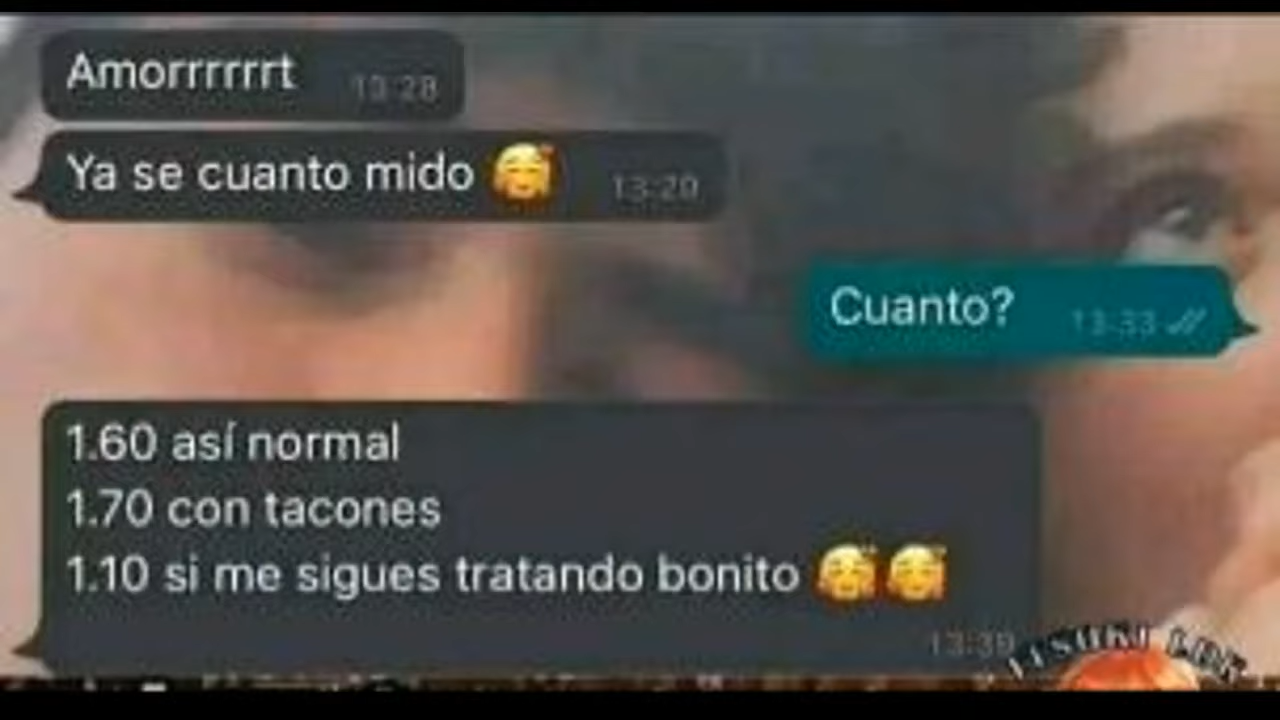 Amorrrrrrt 13:28
Ya se cuanto mido 🥰 13:29
Cuanto? 13:33
1.60 así normal
1.70 con tacones
1.10 si me sigues tratando bonito 🥰🥰
13:39